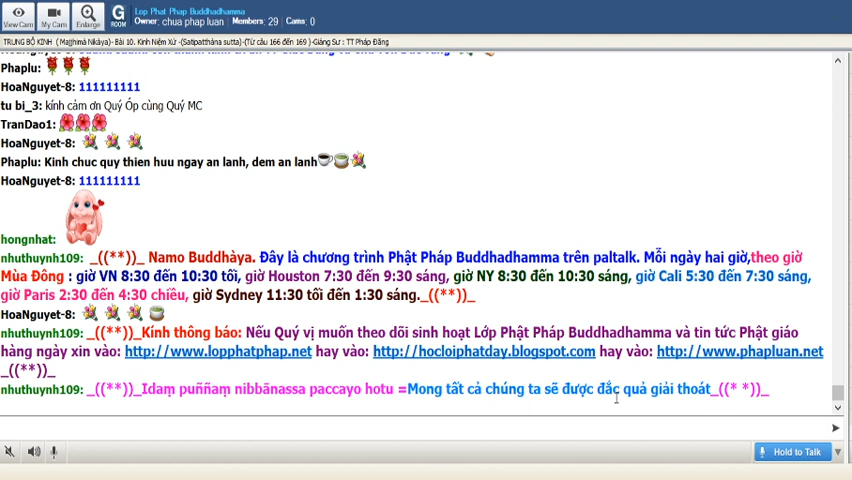 View Cam
My Cam
Enlarge
G
ROOM
Lop Phat Phap Buddhadhamma
Owner: chua phap luan Members: 29 Cams: 0
TRUNG BỘ KINH ( Majjhimā Nikāya)- Bài 10. Kinh Niệm Xứ -(Satipatthāna sutta)-(Từ câu 166 đến 169 )-Giảng Sư : TT Pháp Đăng
Phaplu:
HoaNguyet-8: 111111111
tu bi_3: kính cảm ơn Quý Ốp cùng Quý MC
TranDao1:
HoaNguyet-8:
Phaplu: Kinh chuc quy thien huu ngay an lanh, dem an lanh
HoaNguyet-8: 111111111
hongnhat:
nhuthuynh109: _((**))_ Namo Buddhàya. Đây là chương trình Phật Pháp Buddhadhamma trên paltalk. Mỗi ngày hai giờ,theo giờ
Mùa Đông : giờ VN 8:30 đến 10:30 tối, giờ Houston 7:30 đến 9:30 sáng, giờ NY 8:30 đến 10:30 sáng, giờ Cali 5:30 đến 7:30 sáng,
giờ Paris 2:30 đến 4:30 chiều, giờ Sydney 11:30 tối đến 1:30 sáng._((**))_
HoaNguyet-8:
nhuthuynh109: _((**))Kính thông báo: Nếu Quý vị muốn theo dõi sinh hoạt Lớp Phật Pháp Buddhadhamma và tin tức Phật giáo
hàng ngày xin vào: http://www.lopphatphap.net hay vào: http://hocloiphatday.blogspot.com hay vào: http://www.phapluan.net
_((**))_
nhuthuynh109: _((**))_Idaṃ puññaṃ nibbānassa paccayo hotu =Mong tất cả chúng ta sẽ được đắc quả giải thoát_((* *))_
Hold to Talk